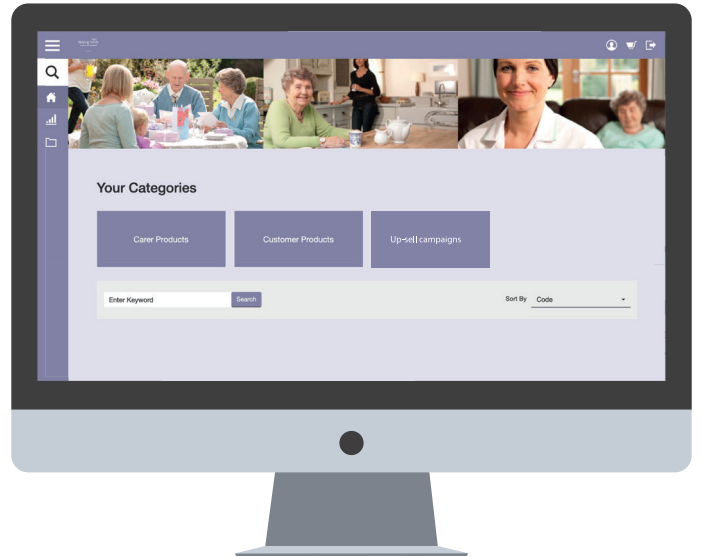 Your Categories
Carer Products
Customer Products
Up-sell campaigns
Enter Keyword
Search
Sort By
Code